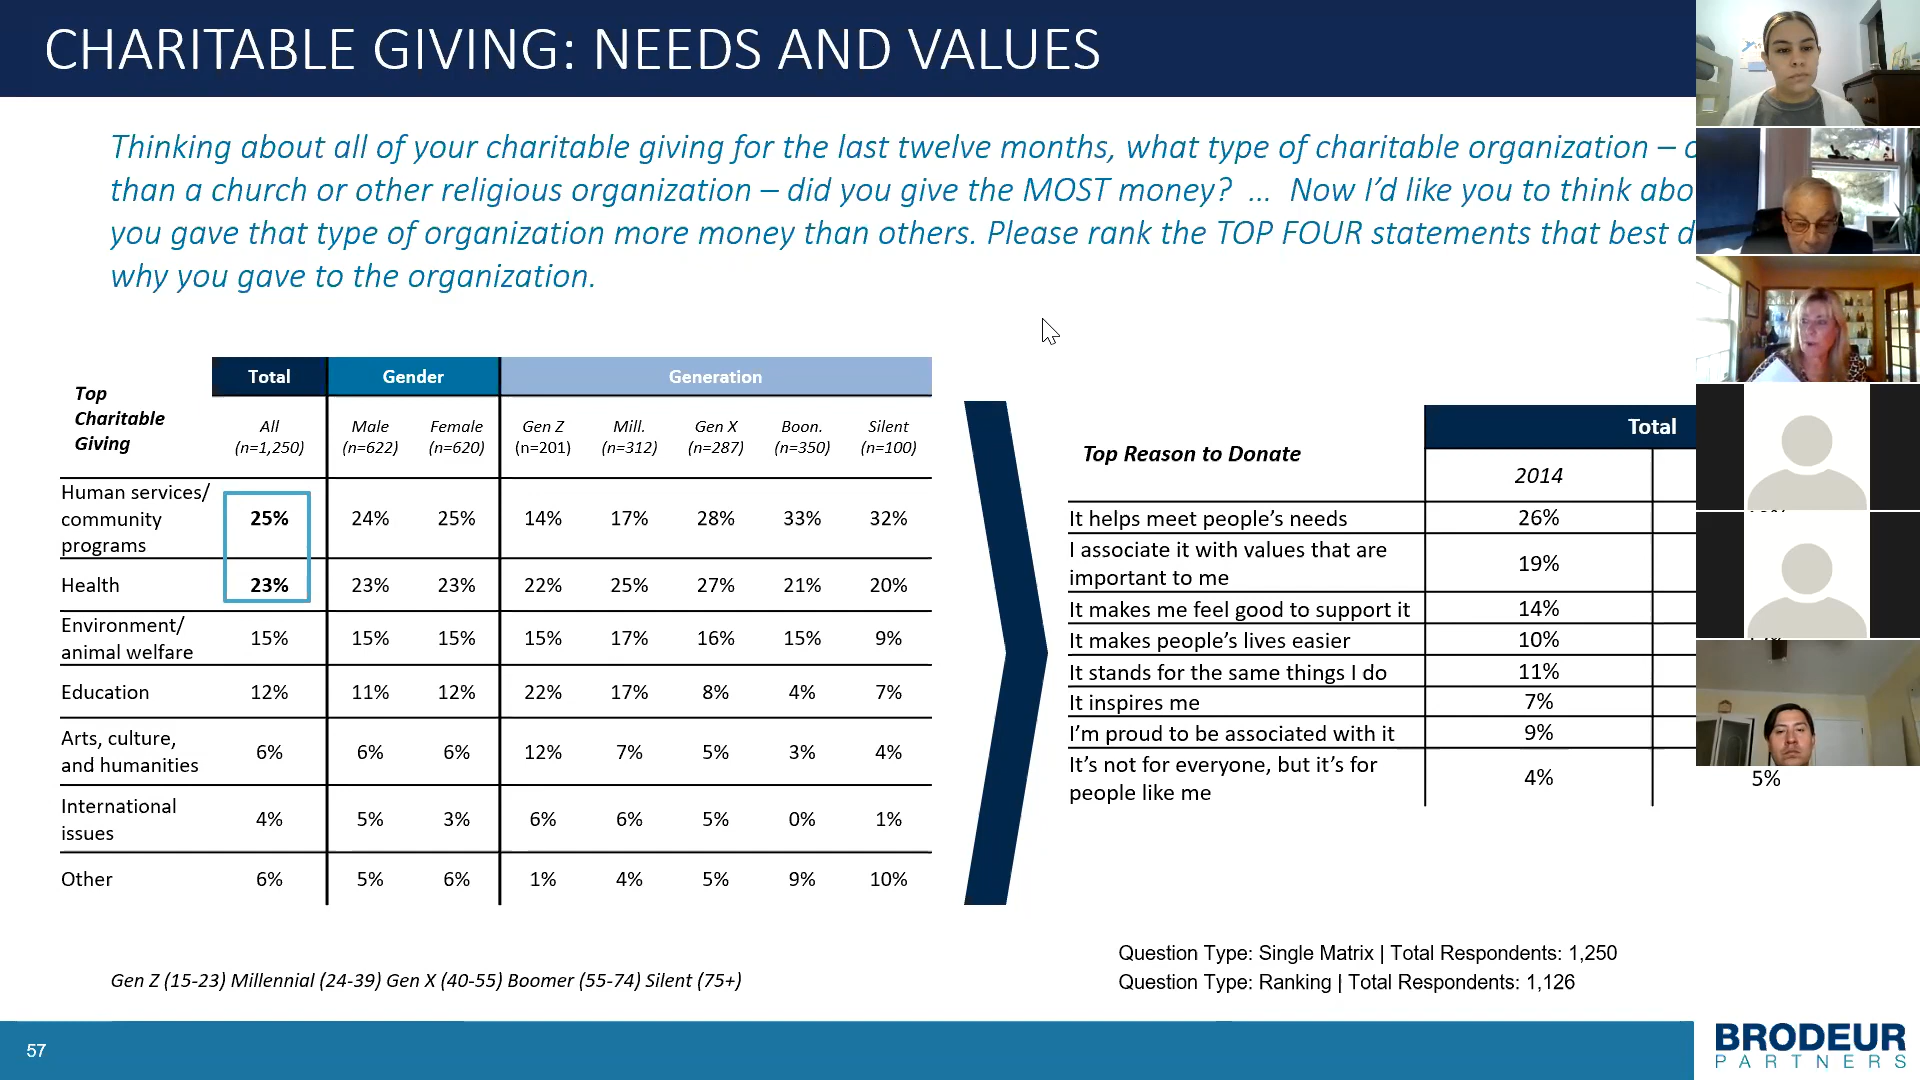 CHARITABLE GIVING: NEEDS AND VALUES
Thinking about all of your charitable giving for the last twelve months, what type of charitable organization –
than a church or other religious organization – did you give the MOST money? … Now I'd like you to think
you gave that type of organization more money than others. Please rank the TOP FOUR statements that best
why you gave to the organization.
Top Charitable Giving
Total Gender Generation
All (n=1,250) Male (n=622) Female (n=620) Gen Z (n=201) Mill. (n=312) Gen X (n=287) Boon. (n=350) Silent (n=100)
Human services/ community programs 25% 24% 25% 14% 17% 28% 33% 32%
Health 23% 23% 23% 22% 25% 27% 21% 20%
Environment/ animal welfare 15% 15% 15% 15% 17% 16% 15% 9%
Education 12% 11% 12% 22% 17% 8% 4% 7%
Arts, culture, and humanities 6% 6% 6% 12% 7% 5% 3% 4%
International issues 4% 5% 3% 6% 6% 5% 0% 1%
Other 6% 5% 6% 1% 4% 5% 9% 10%
Top Reason to Donate
Total
2014
It helps meet people's needs 26%
I associate it with values that are important to me 19%
It makes me feel good to support it 14%
It makes people's lives easier 10%
It stands for the same things I do 11%
It inspires me 7%
I'm proud to be associated with it 9%
It's not for everyone, but it's for people like me 4% 5%
Gen Z (15-23) Millennial (24-39) Gen X (40-55) Boomer (55-74) Silent (75+)
Question Type: Single Matrix | Total Respondents: 1,250
Question Type: Ranking | Total Respondents: 1,126
57
BRODEUR
PARTNERS